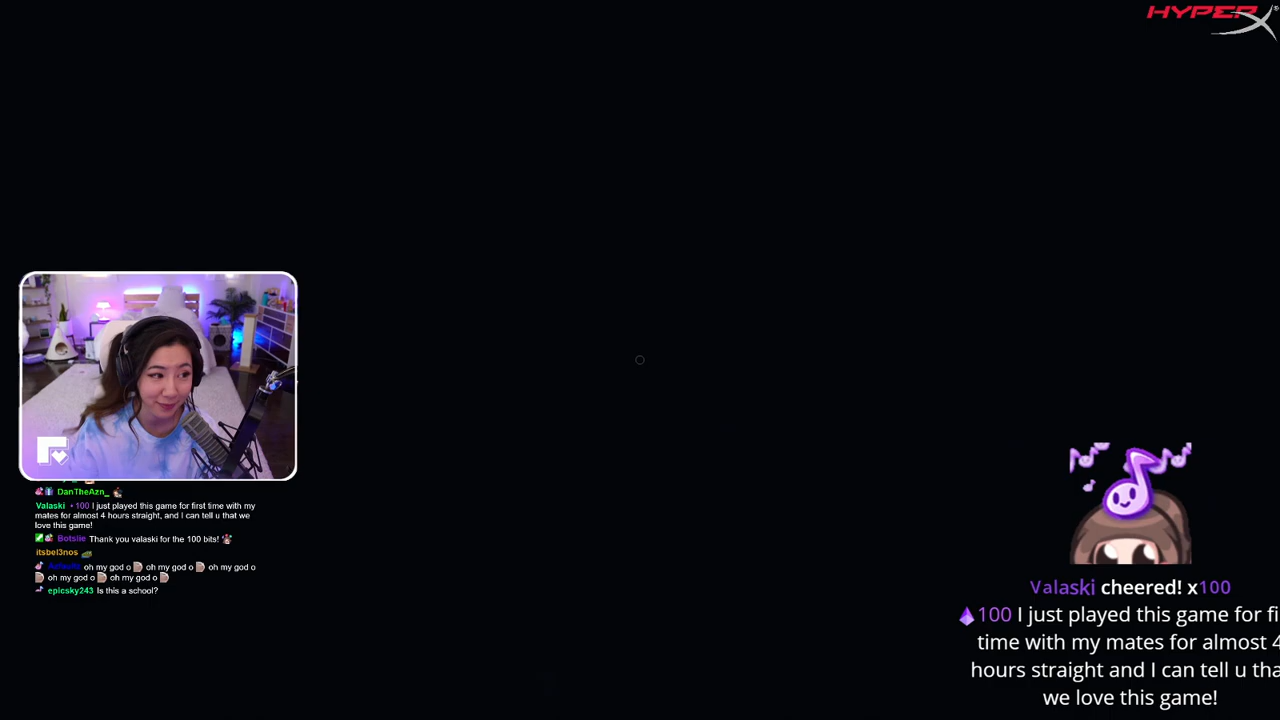 HYPERX
DanTheAzn_
Valaski 100 I just played this game for first time with my
mates for almost 4 hours straight, and I can tell u that we
love this game!
Botslie Thank you valaski for the 100 bits!
itsbel3nos
oh my god o oh my god o oh my god o
oh my god o oh my god o
epicsky243 Is this a school?
Valaski cheered! x100
100 I just played this game for fi
time with my mates for almost 4
hours straight and I can tell u tha
we love this game!